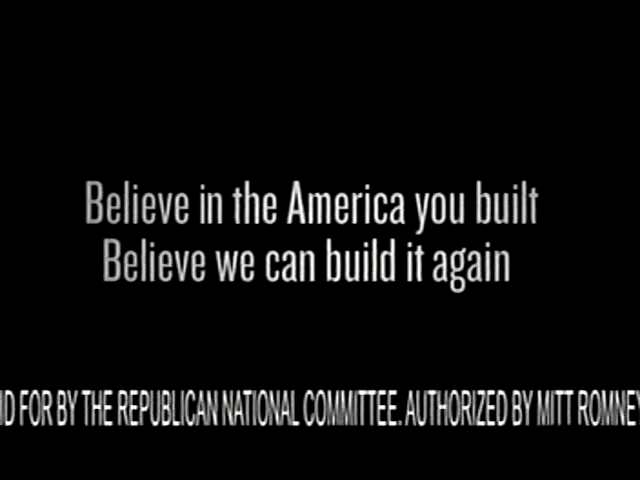 Believe in the America you built
Believe we can build it again
ID FOR BY THE REPUBLICAN NATIONAL COMMITTEE. AUTHORIZED BY MITT ROMNEY